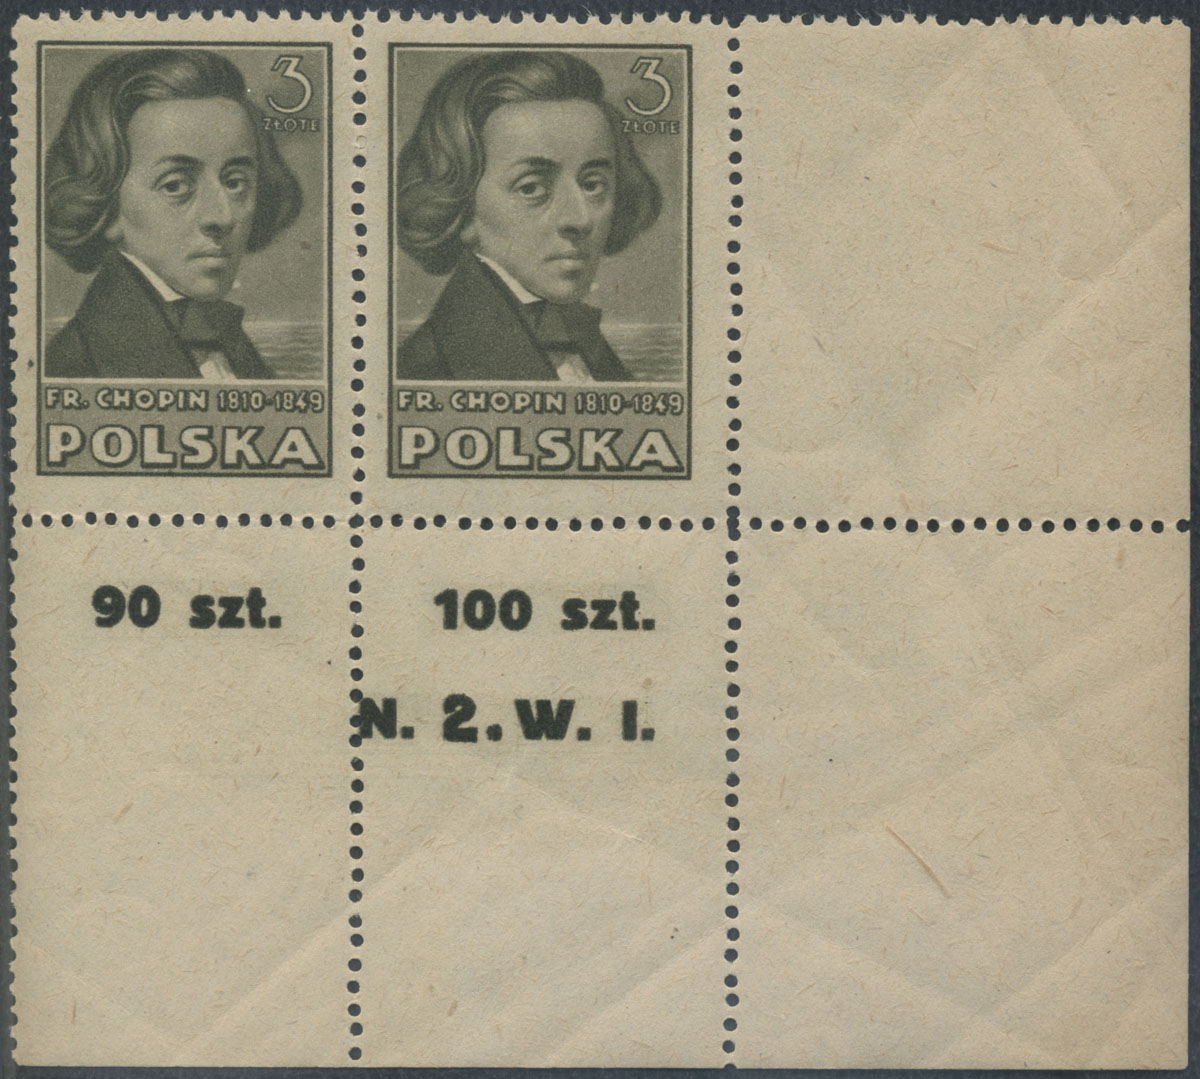 3
ZŁOTE
FR. CHOPIN 1810-1849
POLSKA
3
ZŁOTE
FR. CHOPIN 1810-1849
POLSKA
90 szt.
100 szt.
N. 2. W. I.